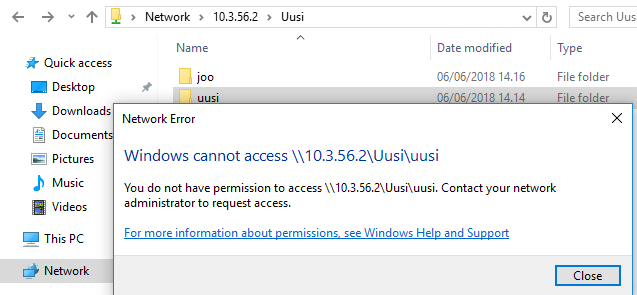 Network > 10.3.56.2 > Uusi
Search Uus
Name
Date modified
Type
Quick access
Desktop
Downloads
Documents
Pictures
Music
Videos
This PC
Network
joo 06/06/2018 14.16 File folder
uusi 06/06/2018 14.14 File folder
Network Error
Windows cannot access \\10.3.56.2\Uusi\uusi
You do not have permission to access \\10.3.56.2\Uusi\uusi. Contact your network
administrator to request access.
For more information about permissions, see Windows Help and Support
Close